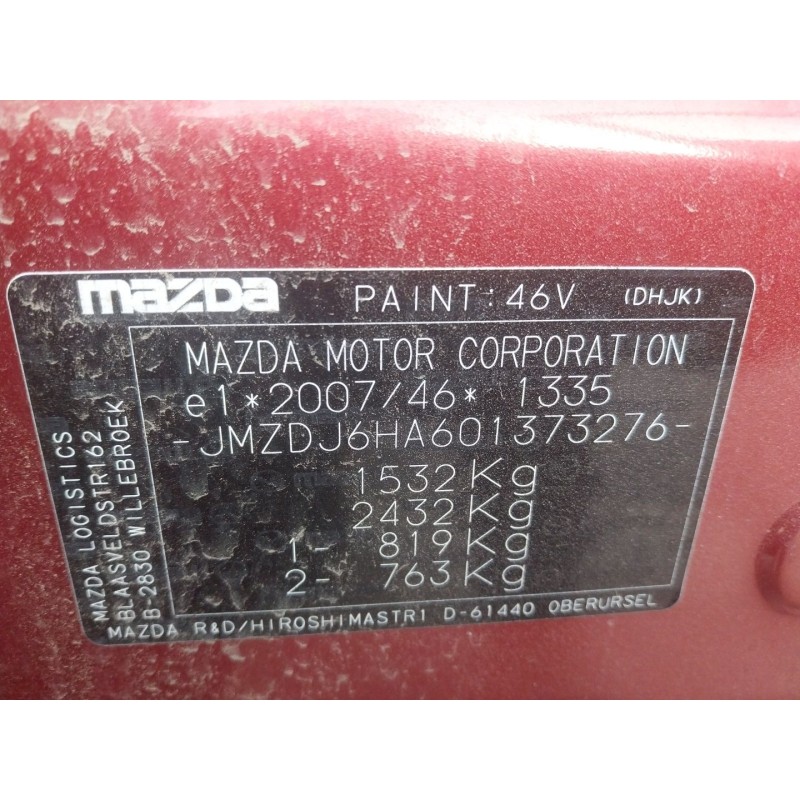 mazda PAINT:46V (DHJK)
MAZDA MOTOR CORPORATION
e1*2007/46* 1335
-JMZDJ6HA601373276-
1532Kg
2432Kg
1- 819Kg
2- 763Kg
MAZDA LOGISTICS
BLAASVELDSTR162
B-2830 WILLEBROEK
MAZDA R&D/HIROSHIMASTR1 D-61440 OBERURSEL